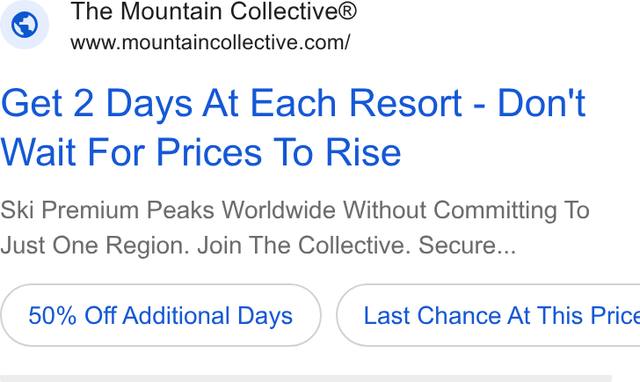 The Mountain Collective®
www.mountaincollective.com/
Get 2 Days At Each Resort - Don't
Wait For Prices To Rise
Ski Premium Peaks Worldwide Without Committing To
Just One Region. Join The Collective. Secure...
50% Off Additional Days
Last Chance At This Price